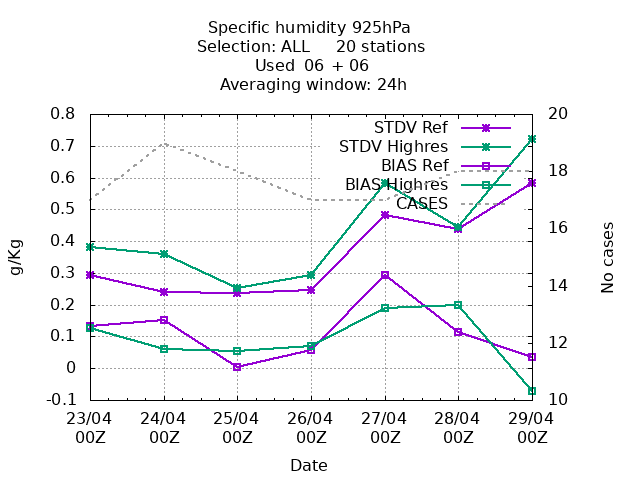 Specific humidity 925hPa
Selection: ALL 20 stations
Used 06 + 06
Averaging window: 24h
0.8
0.7
0.6
0.5
0.4
0.3
0.2
0.1
0
-0.1
g/Kg
20
18
16
14
12
10
No cases
STDV Ref
STDV Highres
BIAS Ref
BIAS Highres
CASES
23/04 24/04 25/04 26/04 27/04 28/04 29/04
00Z 00Z 00Z 00Z 00Z 00Z 00Z
Date